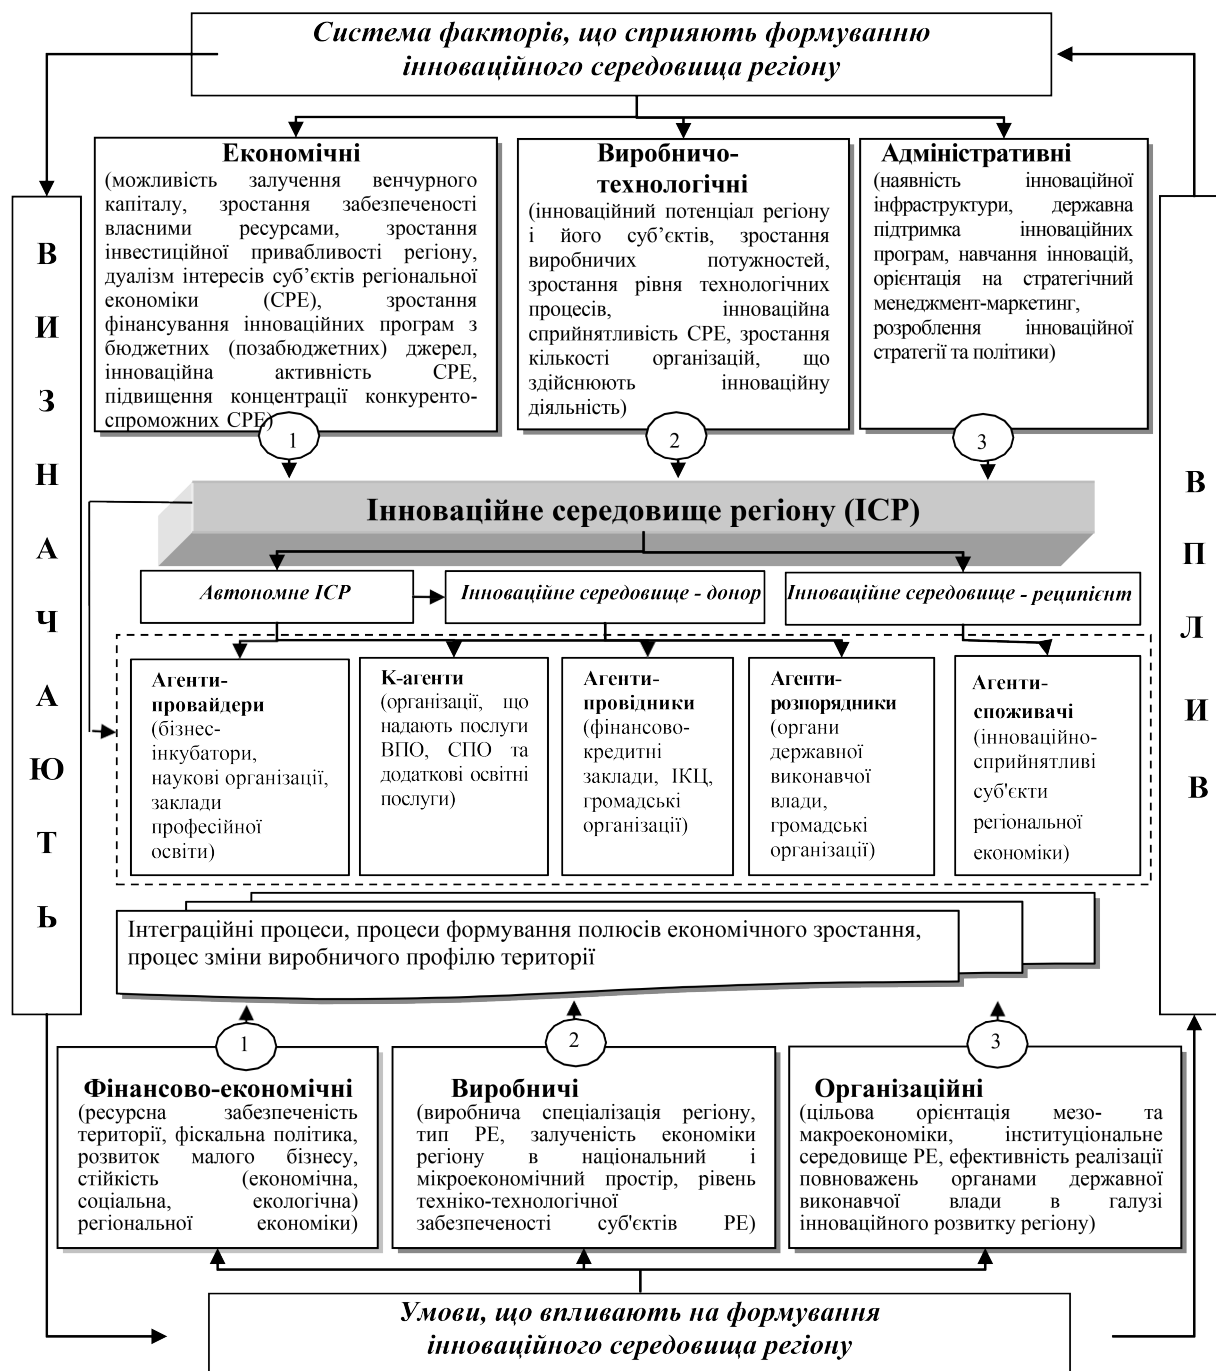 Система факторів, що сприяють формуванню
інноваційного середовища регіону
Економічні
(можливість залучення венчурного
капіталу, зростання забезпеченості
власними ресурсами, зростання
інвестиційної привабливості регіону,
дуалізм інтересів суб’єктів регіональної
економіки (СРЕ), зростання
фінансування інноваційних програм з
бюджетних (позабюджетних) джерел,
інноваційна активність СРЕ,
підвищення концентрації конкуренто-
спроможних СРЕ)
1
Виробничо-
технологічні
(інноваційний потенціал регіону
і його суб’єктів, зростання
виробничих потужностей,
зростання рівня технологічних
процесів, інноваційна
сприйнятливість СРЕ, зростання
кількості організацій, що
здійснюють інноваційну
діяльність)
2
Адміністративні
(наявність інноваційної
інфраструктури, державна
підтримка інноваційних
програм, навчання інновацій,
орієнтація на стратегічний
менеджмент-маркетинг,
розроблення інноваційної
стратегії та політики)
3
В
И
З
Н
А
Ч
А
Ю
Т
Ь
В
П
Л
И
В
Інноваційне середовище регіону (ІСР)
Автономне ІСР
Інноваційне середовище - донор
Інноваційне середовище - реципієнт
Агенти-
провайдери
(бізнес-
інкубатори,
наукові організації,
заклади
професійної
освіти)
К-агенти
(організації, що
надають послуги
ВПО, СПО та
додаткові освітні
послуги)
Агенти-
провідники
(фінансово-
кредитні
заклади, ІКЦ,
громадські
організації)
Агенти-
розпорядники
(органи
державної
виконавчої
влади,
громадські
організації)
Агенти-
споживачі
(інноваційно-
сприйнятливі
суб'єкти
регіональної
економіки)
Інтеграційні процеси, процеси формування полюсів економічного зростання,
процес зміни виробничого профілю території
1
Фінансово-економічні
(ресурсна забезпеченість
території, фіскальна політика,
розвиток малого бізнесу,
стійкість (економічна,
соціальна, екологічна)
регіональної економіки)
2
Виробничі
(виробнича спеціалізація регіону,
тип РЕ, залученість економіки
регіону в національний і
мікроекономічний простір, рівень
техніко-технологічної
забезпеченості суб'єктів РЕ)
3
Організаційні
(цільова орієнтація мезо- та
макроекономіки, інституціональне
середовище РЕ, ефективність реалізації
повноважень органами державної
виконавчої влади в галузі
інноваційного розвитку регіону)
Умови, що впливають на формування
інноваційного середовища регіону